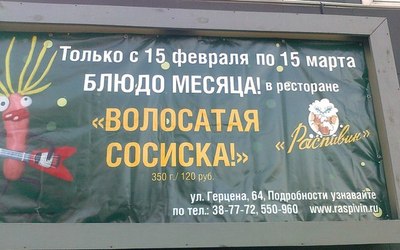 Только с 15 февраля по 15 марта
БЛЮДО МЕСЯЦА! в ресторане
«ВОЛОСАТАЯ
СОСИСКА!»
«Распивин»
350 г./ 120 руб.
ул. Герцена, 64, Подробности узнавайте
по тел.: 38-77-72, 550-960 www.raspivin.ru